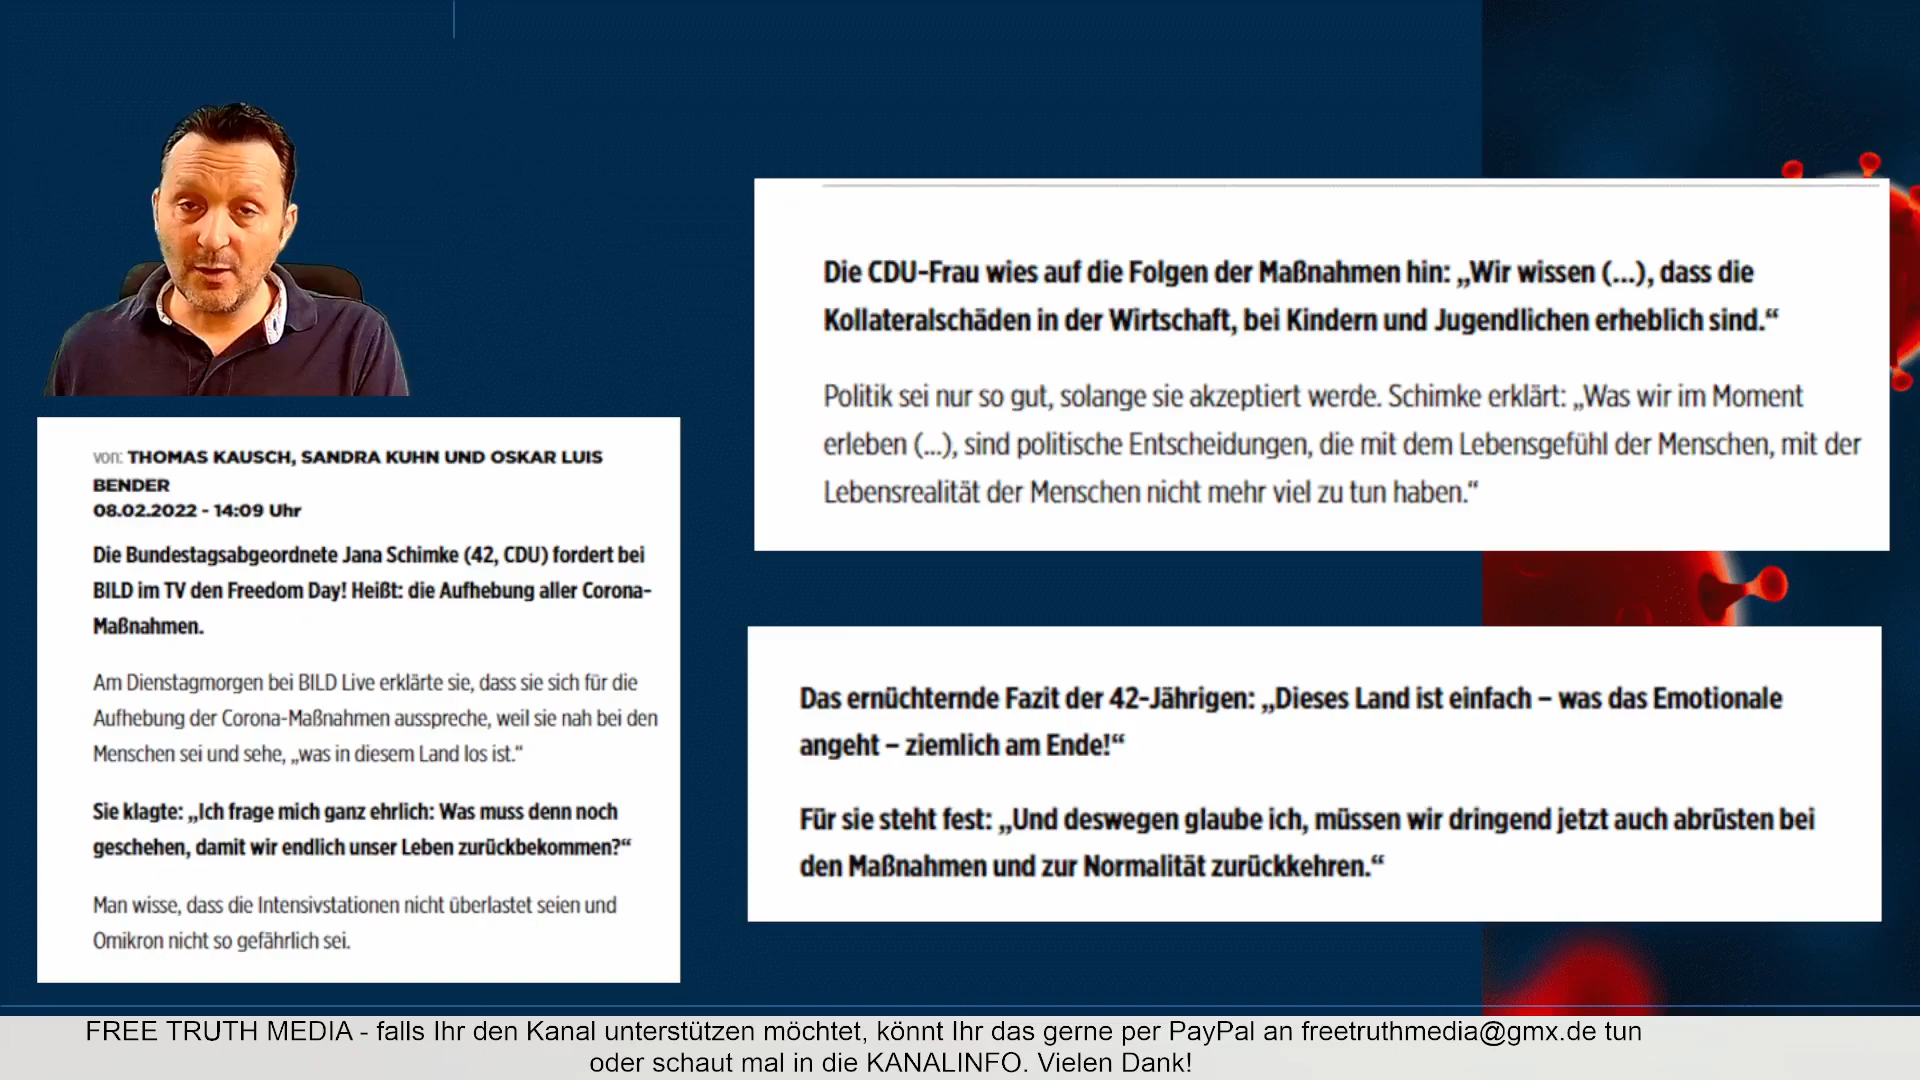 von: THOMAS KAUSCH, SANDRA KUHN UND OSKAR LUIS
BENDER
08.02.2022 - 14:09 Uhr
Die Bundestagsabgeordnete Jana Schimke (42, CDU) fordert bei
BILD im TV den Freedom Day! Heißt: die Aufhebung aller Corona-
Maßnahmen.
Am Dienstagmorgen bei BILD Live erklärte sie, dass sie sich für die
Aufhebung der Corona-Maßnahmen ausspreche, weil sie nah bei den
Menschen sei und sehe, „was in diesem Land los ist.“
Sie klagte: „Ich frage mich ganz ehrlich: Was muss denn noch
geschehen, damit wir endlich unser Leben zurückbekommen?“
Man wisse, dass die Intensivstationen nicht überlastet seien und
Omikron nicht so gefährlich sei.
Die CDU-Frau wies auf die Folgen der Maßnahmen hin: „Wir wissen (...), dass die
Kollateralschäden in der Wirtschaft, bei Kindern und Jugendlichen erheblich sind.“
Politik sei nur so gut, solange sie akzeptiert werde. Schimke erklärt: „Was wir im Moment
erleben (...), sind politische Entscheidungen, die mit dem Lebensgefühl der Menschen, mit der
Lebensrealität der Menschen nicht mehr viel zu tun haben.“
Das ernüchternde Fazit der 42-Jährigen: „Dieses Land ist einfach – was das Emotionale
angeht – ziemlich am Ende!“
Für sie steht fest: „Und deswegen glaube ich, müssen wir dringend jetzt auch abrüsten bei
den Maßnahmen und zur Normalität zurückkehren.“
FREE TRUTH MEDIA - falls Ihr den Kanal unterstützen möchtet, könnt Ihr das gerne per PayPal an freetruthmedia@gmx.de tun
oder schaut mal in die KANALINFO. Vielen Dank!